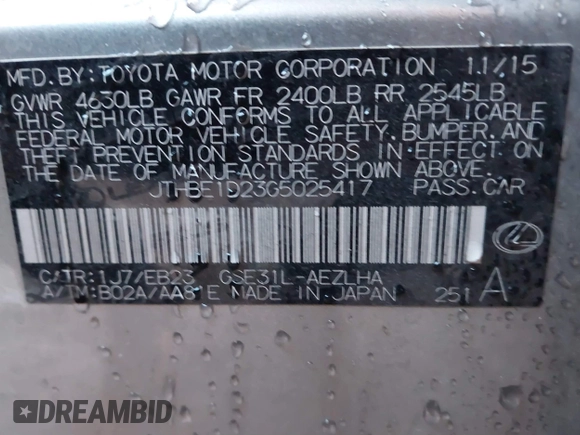 MFD.BY:TOYOTA MOTOR CORPORATION 11/15
GVWR 4630LB GAWR FR 2400LB RR 2545LB
THIS VEHICLE CONFORMS TO ALL APPLICABLE
FEDERAL MOTOR VEHICLE SAFETY, BUMPER, AND
THEFT PREVENTION STANDARDS IN EFFECT ON
THE DATE OF MANUFACTURE SHOWN ABOVE.
JTHBE1D23G5025417 PASS.CAR
C/TR:1J7/EB23 GSE31L-AEZLHA
A/TM:B02A/AA81E MADE IN JAPAN 251 A
DREAMBID